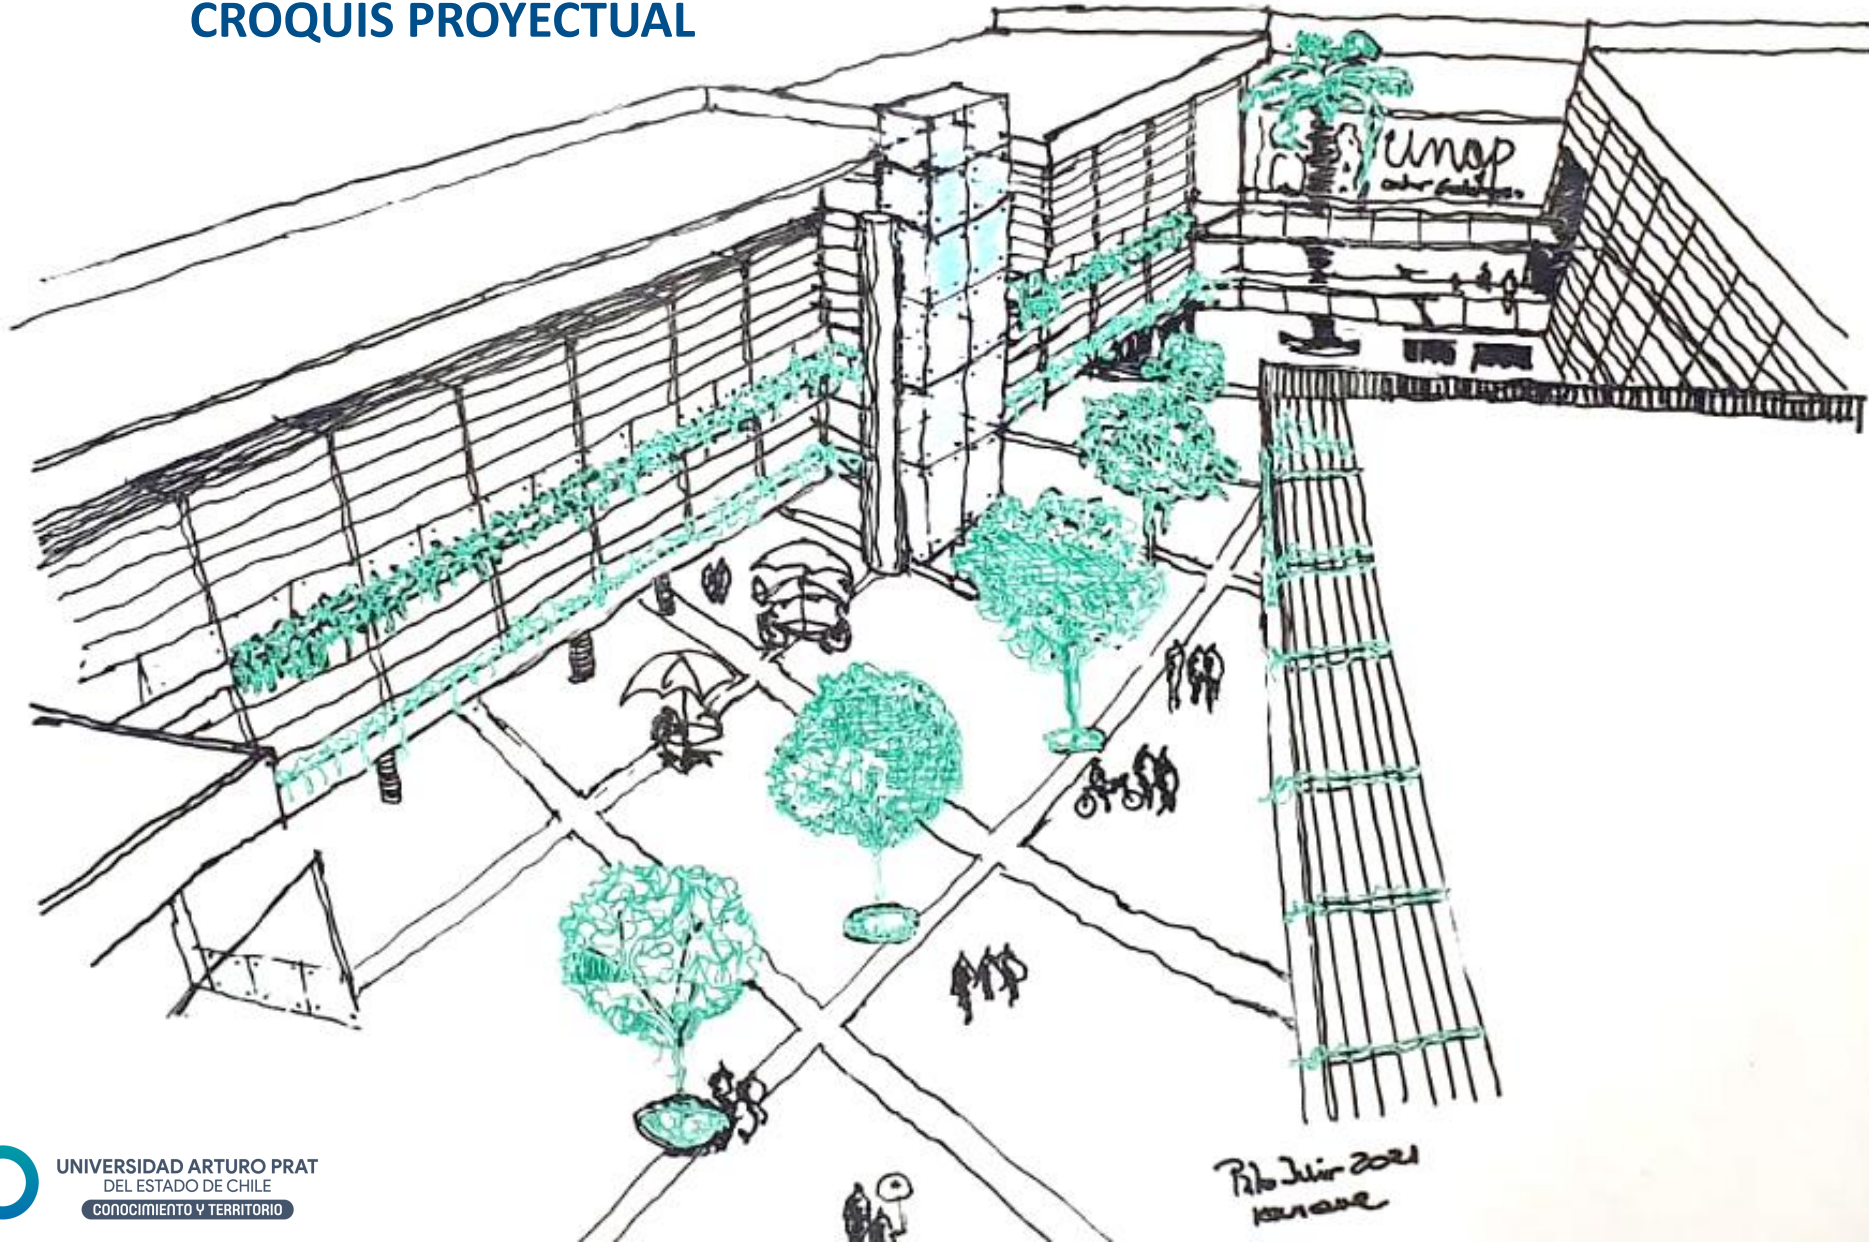 CROQUIS PROYECTUAL
unap
UNIVERSIDAD ARTURO PRAT
DEL ESTADO DE CHILE
CONOCIMIENTO Y TERRITORIO
2021